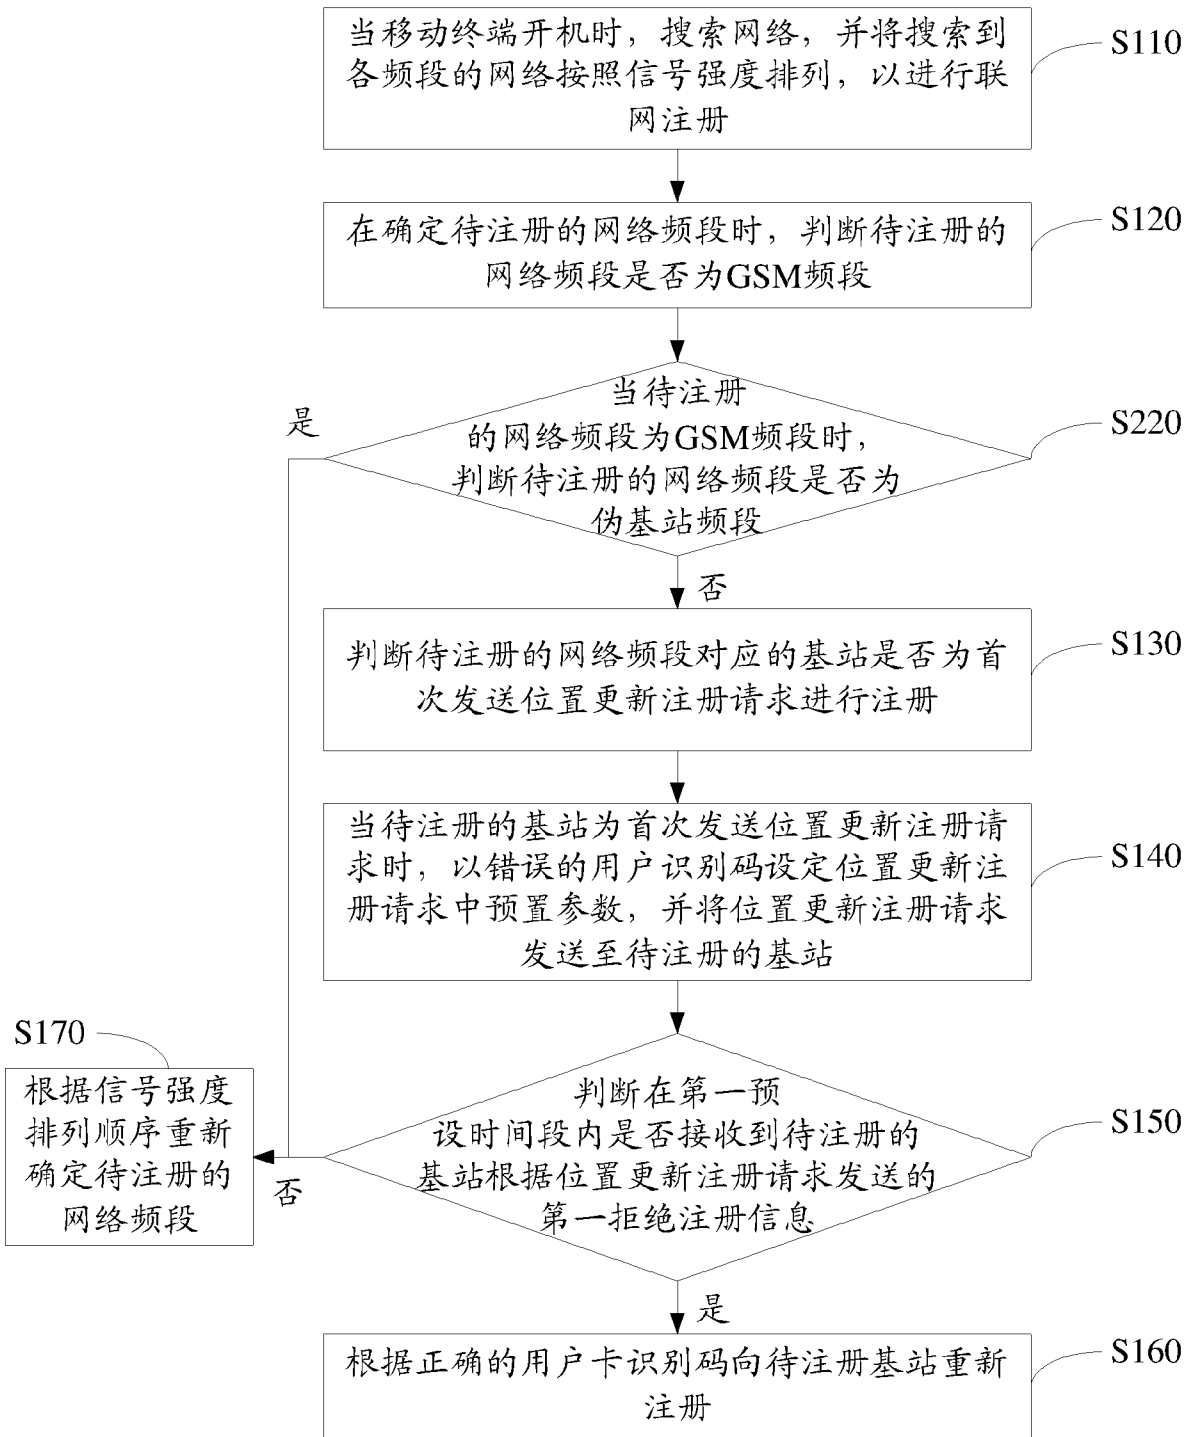 当移动终端开机时，搜索网络，并将搜索到
各频段的网络按照信号强度排列，以进行联
网注册
S110
在确定待注册的网络频段时，判断待注册的
网络频段是否为GSM频段
S120
当待注册
的网络频段为GSM频段时，
判断待注册的网络频段是否为
伪基站频段
S220
是
否
判断待注册的网络频段对应的基站是否为首
次发送位置更新注册请求进行注册
S130
当待注册的基站为首次发送位置更新注册请
求时，以错误的用户识别码设定位置更新注
册请求中预置参数，并将位置更新注册请求
发送至待注册的基站
S140
S170
根据信号强度
排列顺序重新
确定待注册的
网络频段
判断在第一预
设时间段内是否接收到待注册的
基站根据位置更新注册请求发送的
第一拒绝注册信息
S150
否
是
根据正确的用户卡识别码向待注册基站重新
注册
S160